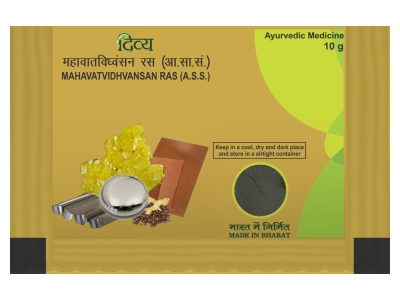 दिव्य
महावातविध्वंसन रस (आ.सा.सं.)
MAHAVATVIDHVANSAN RAS (A.S.S.)
Ayurvedic Medicine
10 g
Keep in a cool, dry and dark place
and store in a airtight container
भारत में निर्मित
MADE IN BHARAT